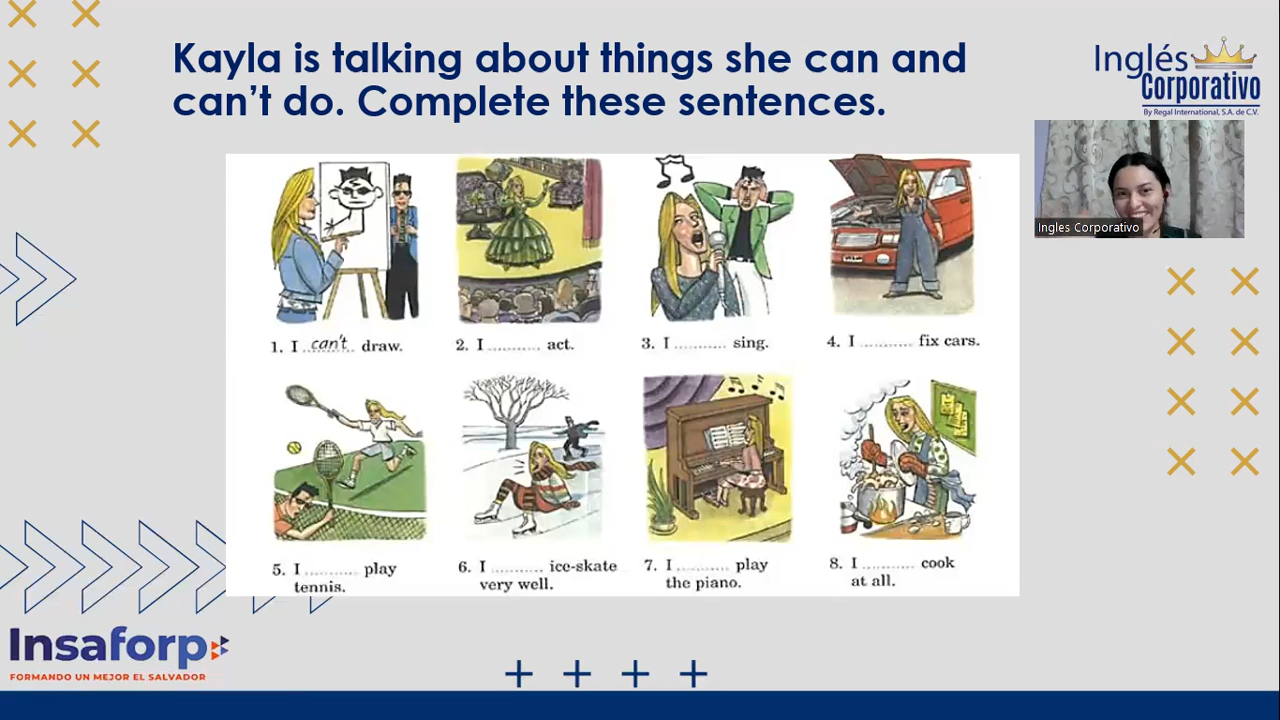 Kayla is talking about things she can and
can't do. Complete these sentences.
Inglés
Corporativo
By Regal International, S.A. de C.V.
Ingles Corporativo
1. I can't draw.
2. I .......... act.
3. I .......... sing.
4. I .......... fix cars.
5. I .......... play
tennis.
6. I .......... ice-skate
very well.
7. I .......... play
the piano.
8. I .......... cook
at all.
Insaforp
FORMANDO UN MEJOR EL SALVADOR